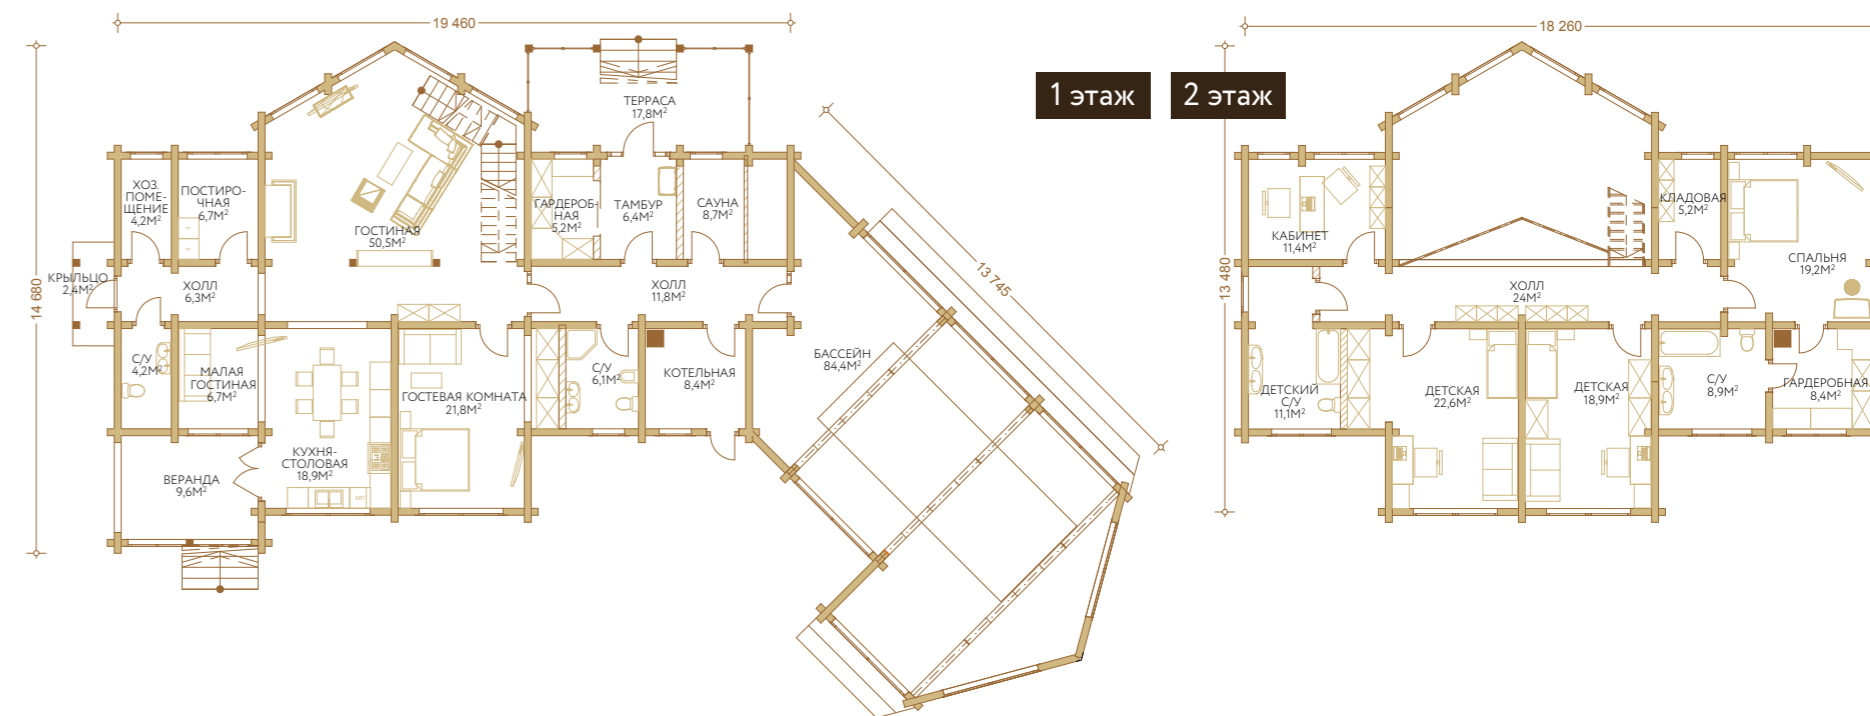 19 460
14 680
ХОЗ.
ПОМЕ-
ЩЕНИЕ
4,2М²
ПОСТИРО-
ЧНАЯ
6,7М²
ГОСТИНАЯ
50,5М²
ТЕРРАСА
17,8М²
ГАРДЕРОБ-
НАЯ
5,2М²
ТАМБУР
6,4М²
САУНА
8,7М²
КРЫЛЬЦО
2,4М²
ХОЛЛ
6,3М²
ХОЛЛ
11,8М²
С/У
4,2М²
МАЛАЯ
ГОСТИНАЯ
6,7М²
КУХНЯ-
СТОЛОВАЯ
18,9М²
ГОСТЕВАЯ КОМНАТА
21,8М²
С/У
6,1М²
КОТЕЛЬНАЯ
8,4М²
БАССЕЙН
84,4М²
ВЕРАНДА
9,6М²
13 745
1 этаж
2 этаж
18 260
13 480
КАБИНЕТ
11,4М²
КЛАДОВАЯ
5,2М²
СПАЛЬНЯ
19,2М²
ХОЛЛ
24М²
ДЕТСКИЙ
С/У
11,1М²
ДЕТСКАЯ
22,6М²
ДЕТСКАЯ
18,9М²
С/У
8,9М²
ГАРДЕРОБНАЯ
8,4М²